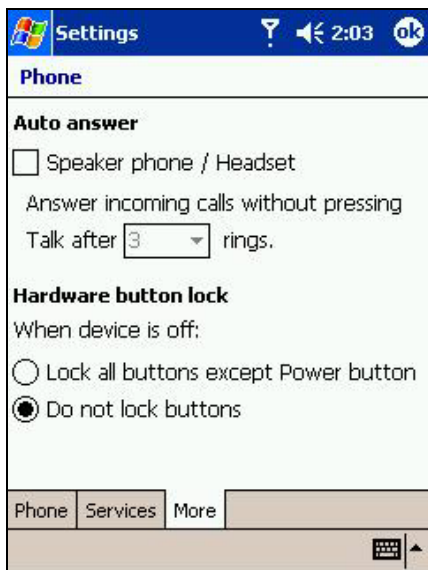 Settings 2:03 ok
Phone
Auto answer
Speaker phone / Headset
Answer incoming calls without pressing
Talk after 3 rings.
Hardware button lock
When device is off:
Lock all buttons except Power button
Do not lock buttons
Phone Services More